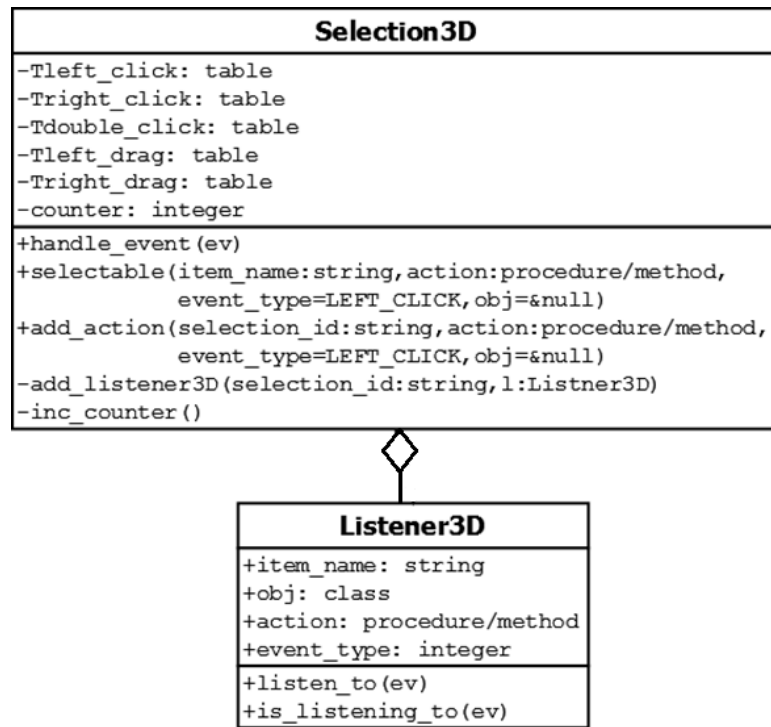 Selection3D
-Tleft_click: table
-Tright_click: table
-Tdouble_click: table
-Tleft_drag: table
-Tright_drag: table
-counter: integer
+handle_event(ev)
+selectable(item_name:string,action:procedure/method,
event_type=LEFT_CLICK,obj=&null)
+add_action(selection_id:string,action:procedure/method,
event_type=LEFT_CLICK,obj=&null)
-add_listener3D(selection_id:string,l:Listner3D)
-inc_counter()
Listener3D
+item_name: string
+obj: class
+action: procedure/method
+event_type: integer
+listen_to(ev)
+is_listening_to(ev)